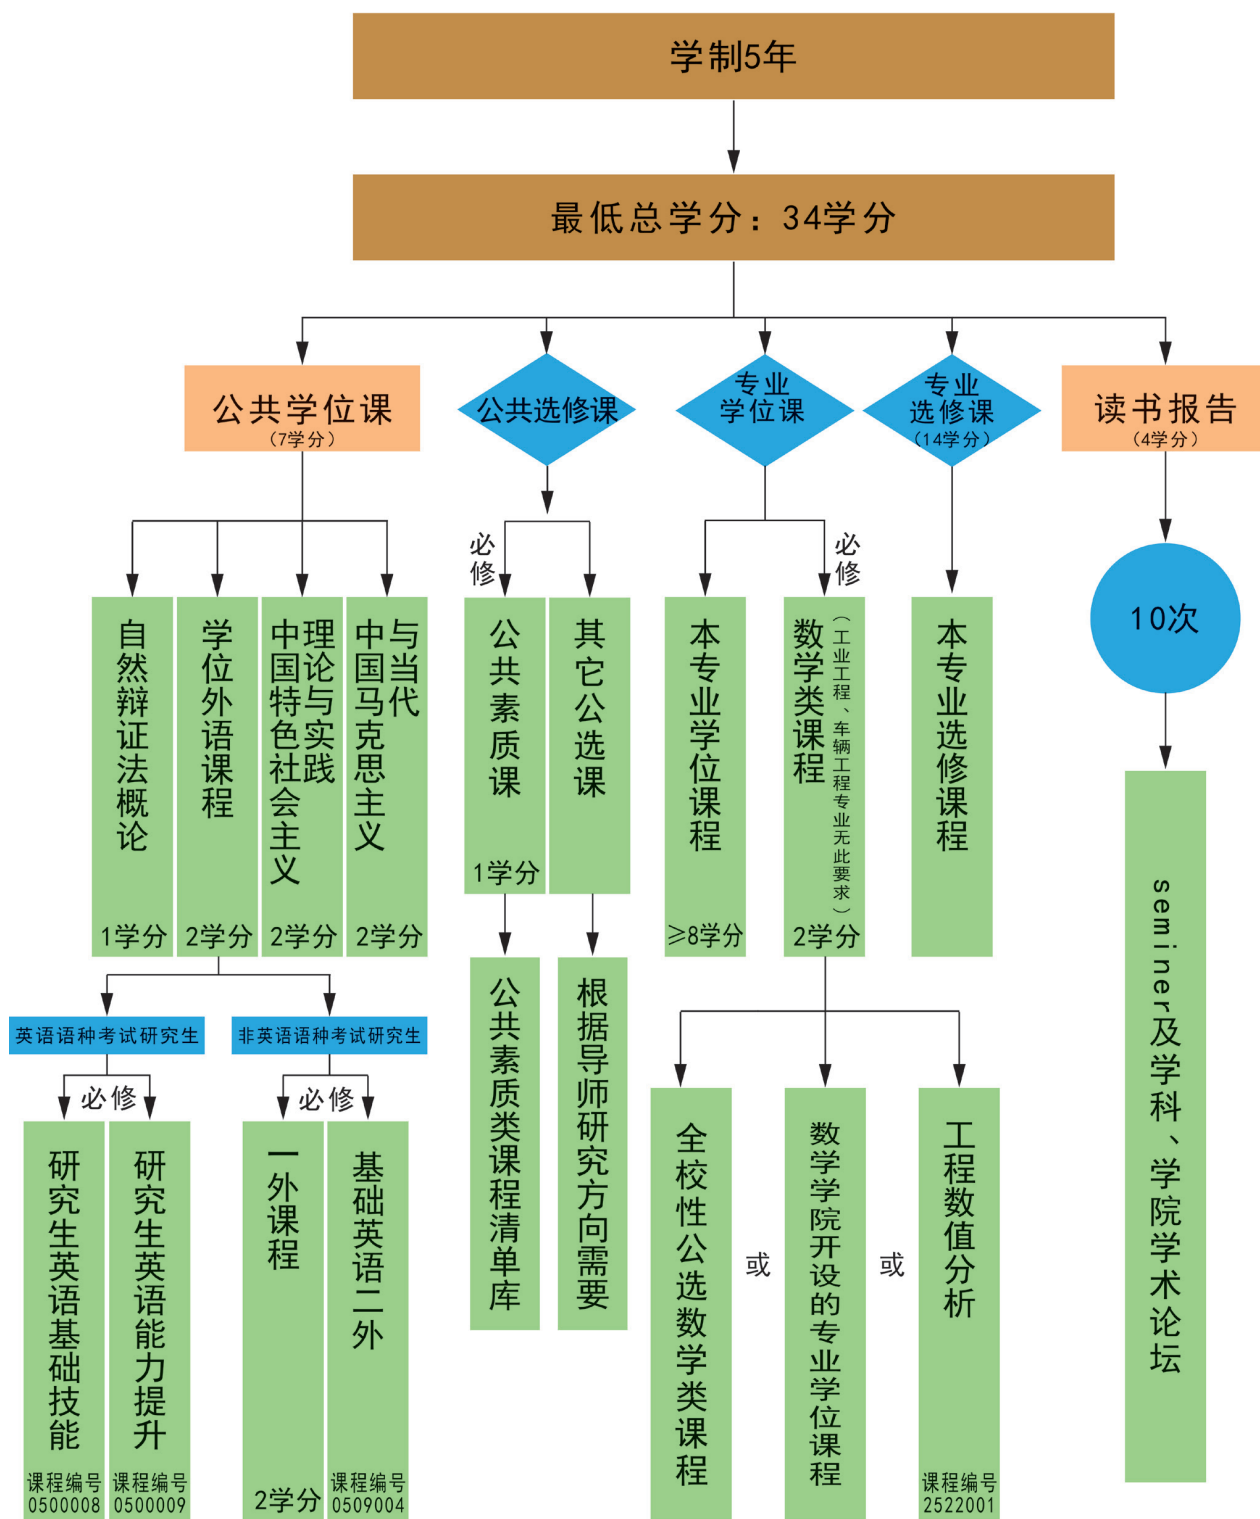 学制5年
最低总学分：34学分
公共学位课
（7学分）
公共选修课
专业
学位课
专业
选修课
（14学分）
读书报告
（4学分）
必修
必修
10次
自然辩证法概论
1学分
学位外语课程
2学分
中国特色社会主义
理论与实践
2学分
中国马克思主义
与当代
2学分
公共素质课
1学分
其它公选课
本专业学位课程
≥8学分
数学类课程
（工业工程、车辆工程专业无此要求）
2学分
本专业选修课程
seminer及学科、学院学术论坛
英语语种考试研究生
非英语语种考试研究生
必修
必修
研究生英语基础技能
课程编号
0500008
研究生英语能力提升
课程编号
0500009
一外课程
2学分
基础英语二外
课程编号
0509004
公共素质类课程清单库
根据导师研究方向需要
全校性公选数学类课程
或
数学学院开设的专业学位课程
或
工程数值分析
课程编号
2522001